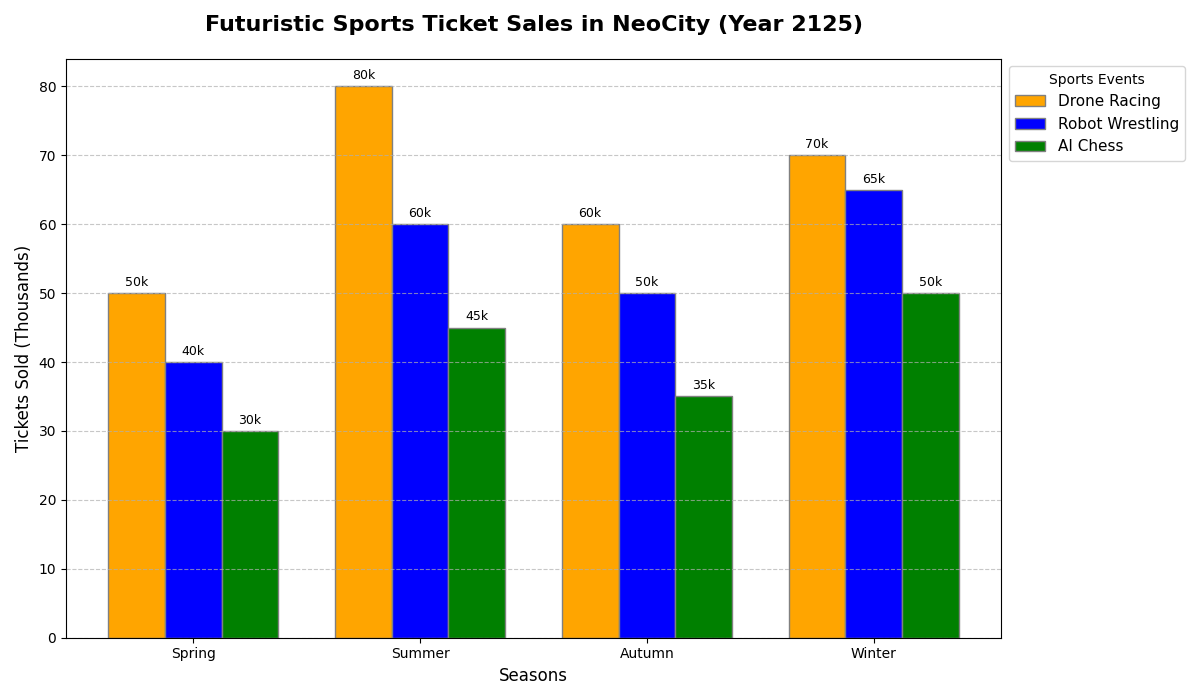 Futuristic Sports Ticket Sales in NeoCity (Year 2125)
Sports Events
Drone Racing
Robot Wrestling
AI Chess
Tickets Sold (Thousands)
80
70
60
50
40
30
20
10
0
50k
40k
30k
80k
60k
45k
60k
50k
35k
70k
65k
50k
Spring
Summer
Autumn
Winter
Seasons